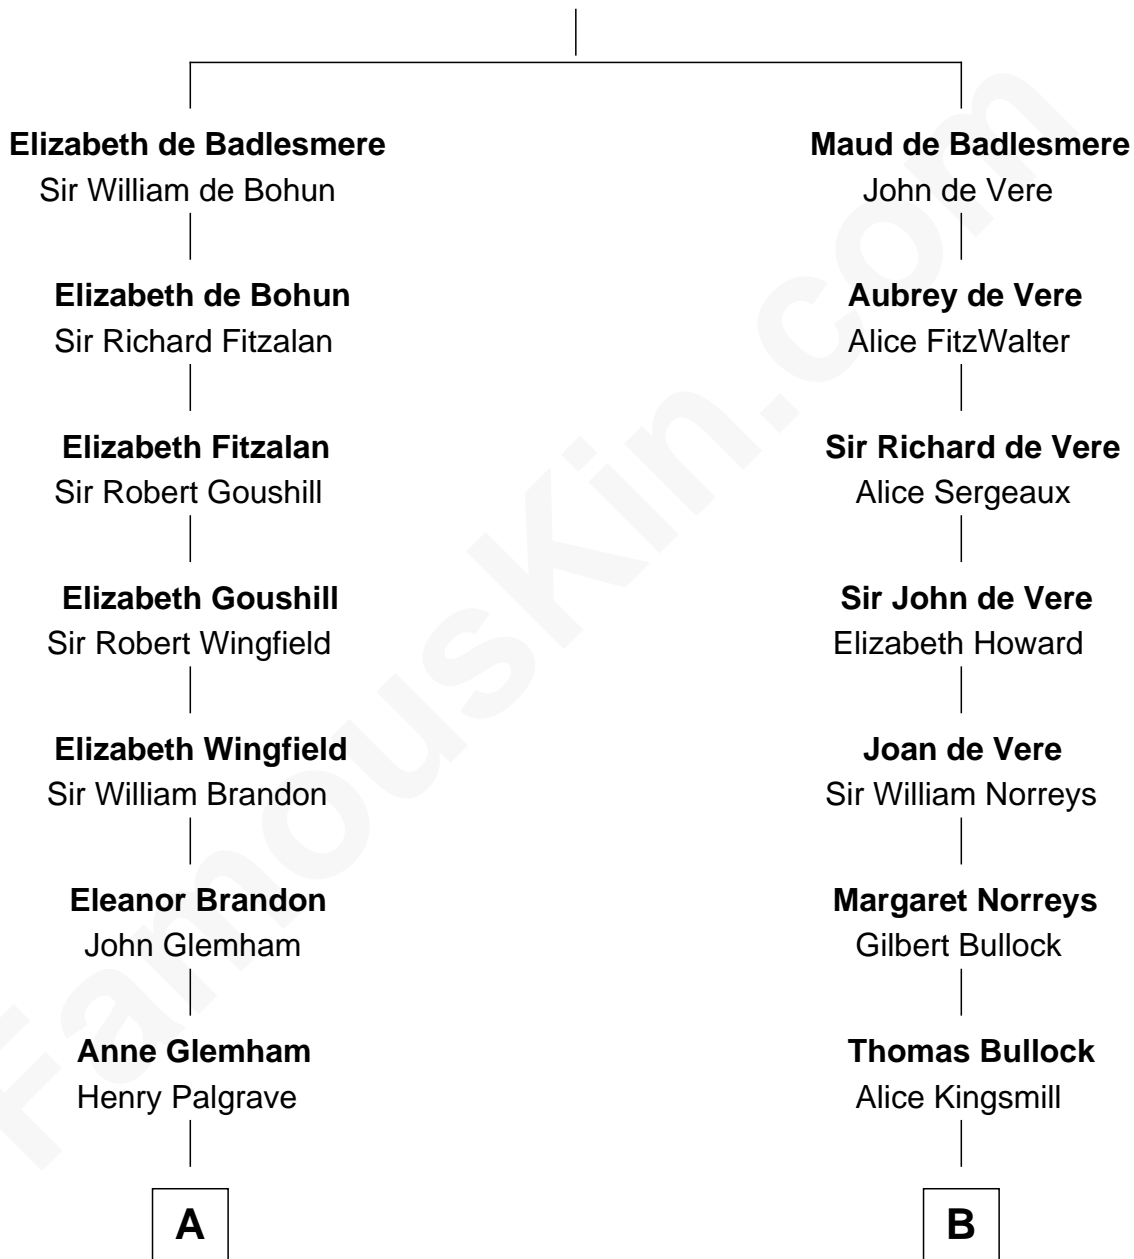 Elizabeth de Badlesmere
Sir William de Bohun
Maud de Badlesmere
John de Vere
Elizabeth de Bohun
Sir Richard Fitzalan
Aubrey de Vere
Alice FitzWalter
Elizabeth Fitzalan
Sir Robert Goushill
Sir Richard de Vere
Alice Sergeaux
Elizabeth Goushill
Sir Robert Wingfield
Sir John de Vere
Elizabeth Howard
Elizabeth Wingfield
Sir William Brandon
Joan de Vere
Sir William Norreys
Eleanor Brandon
John Glemham
Margaret Norreys
Gilbert Bullock
Anne Glemham
Henry Palgrave
Thomas Bullock
Alice Kingsmill
A
B
FamousKin.com